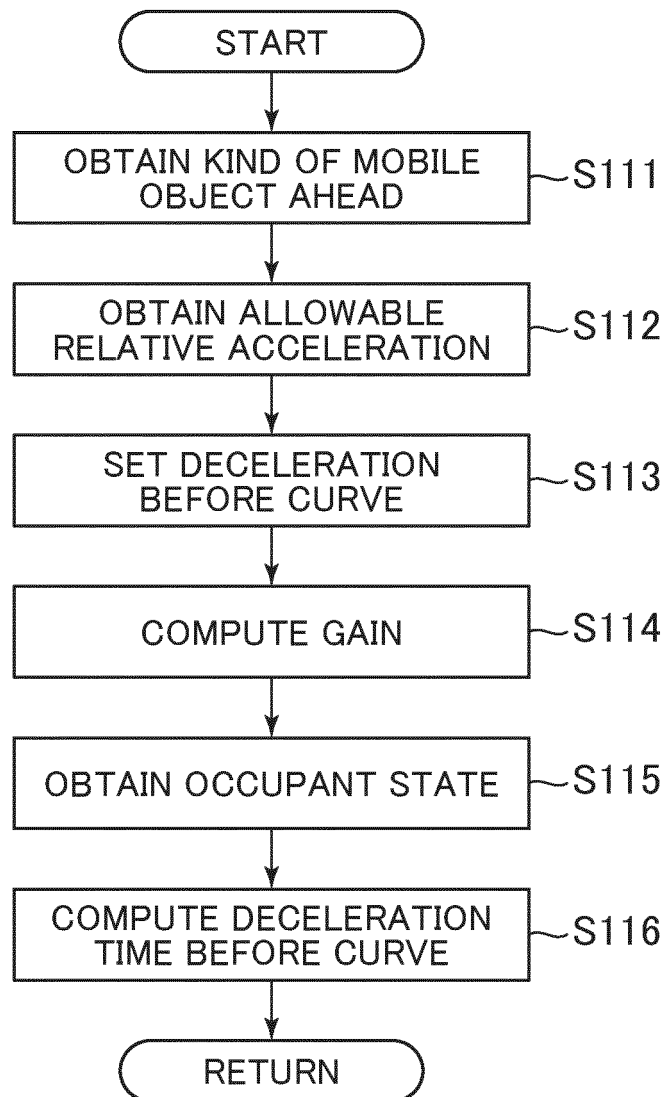 START
OBTAIN KIND OF MOBILE
OBJECT AHEAD
S111
OBTAIN ALLOWABLE
RELATIVE ACCELERATION
S112
SET DECELERATION
BEFORE CURVE
S113
COMPUTE GAIN
S114
OBTAIN OCCUPANT STATE
S115
COMPUTE DECELERATION
TIME BEFORE CURVE
S116
RETURN